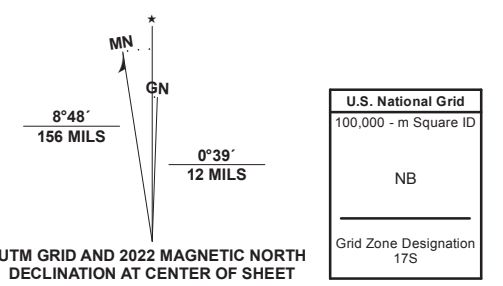 ★
MN
GN
8°48´
156 MILS
0°39´
12 MILS
UTM GRID AND 2022 MAGNETIC NORTH
DECLINATION AT CENTER OF SHEET
U.S. National Grid
100,000 - m Square ID
NB
Grid Zone Designation
17S